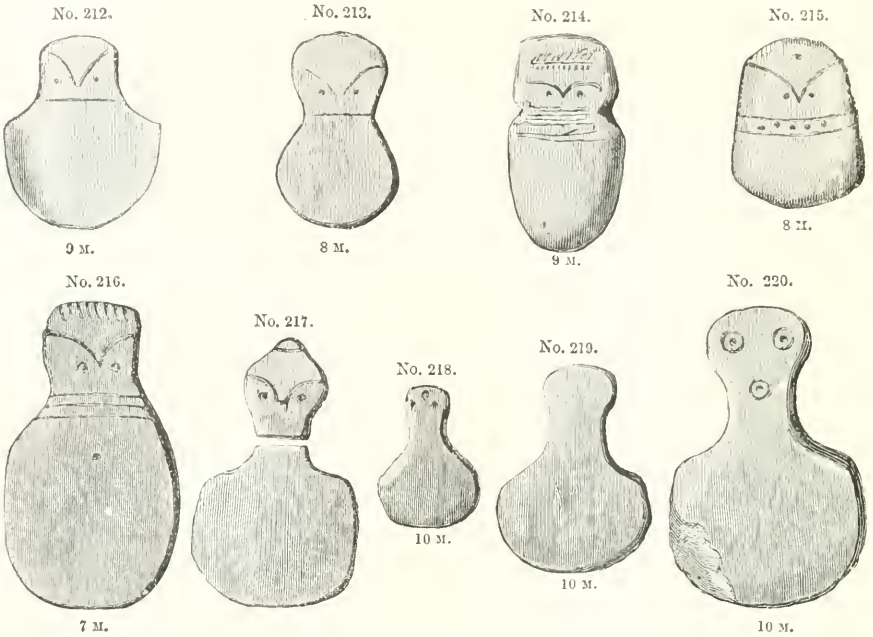 No. 212.
No. 213.
No. 214.
No. 215.
9 M.
8 M.
9 M.
8 M.
No. 216.
No. 217.
No. 218.
No. 219.
No. 220.
7 M.
10 M.
10 M.
10 M.